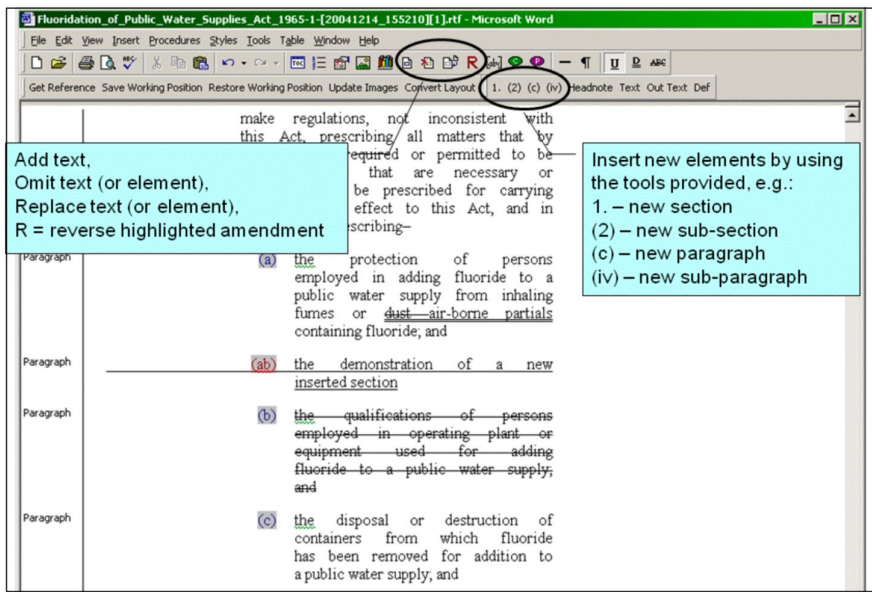 Fluoridation_of_Public_Water_Supplies_Act_1965-1-[20041214_155210][1].rtf - Microsoft Word
File Edit View Insert Procedures Styles Tools Table Window Help
R U D ABC
Get Reference Save Working Position Restore Working Position Update Images Convert Layout 1. (2) (c) (iv) Headnote Text Out Text Def
make regulations, not inconsistent with
this Act, prescribing all matters that by
required or permitted to be
that are necessary or
be prescribed for carrying
effect to this Act, and in
Add text,
Omit text (or element),
Replace text (or element),
R = reverse highlighted amendment
Insert new elements by using
the tools provided, e.g.:
1. – new section
(2) – new sub-section
(c) – new paragraph
(iv) – new sub-paragraph
Paragraph (a) the protection of persons
employed in adding fluoride to a
public water supply from inhaling
fumes or dust air-borne partials
containing fluoride; and
Paragraph (ab) the demonstration of a new
inserted section
Paragraph (b) the qualifications of persons
employed in operating plant or
equipment used for adding
fluoride to a public water supply;
and
Paragraph (c) the disposal or destruction of
containers from which fluoride
has been removed for addition to
a public water supply; and